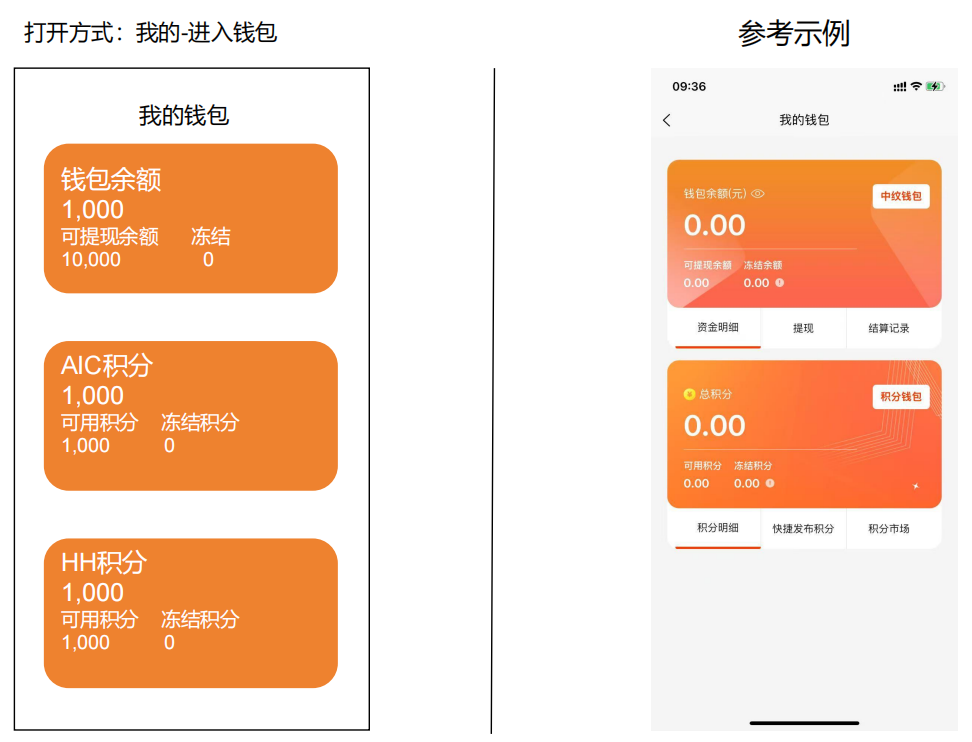 打开方式：我的-进入钱包
我的钱包
钱包余额
1,000
可提现余额 冻结
10,000 0
AIC积分
1,000
可用积分 冻结积分
1,000 0
HH积分
1,000
可用积分 冻结积分
1,000 0
参考示例
09:36
我的钱包
钱包余额(元) 中纹钱包
0.00
可提现余额 冻结余额
0.00 0.00
资金明细 提现 结算记录
总积分 积分钱包
0.00
可用积分 冻结积分
0.00 0.00
积分明细 快捷发布积分 积分市场